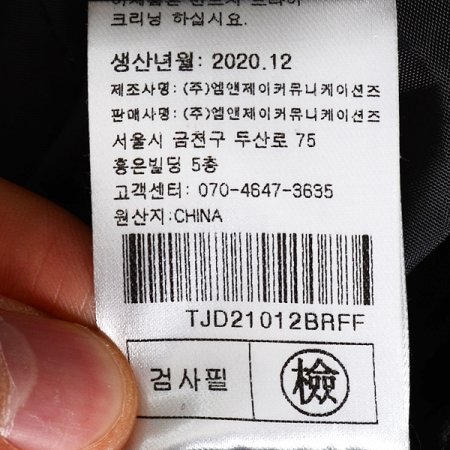 크리닝 하십시요.
생산년월: 2020.12
제조사명: (주)엠앤제이커뮤니케이션즈
판매사명: (주)엠앤제이커뮤니케이션즈
서울시 금천구 두산로 75
홍은빌딩 5층
고객센터: 070-4647-3635
원산지:CHINA
TJD21012BRFF
검사필 檢